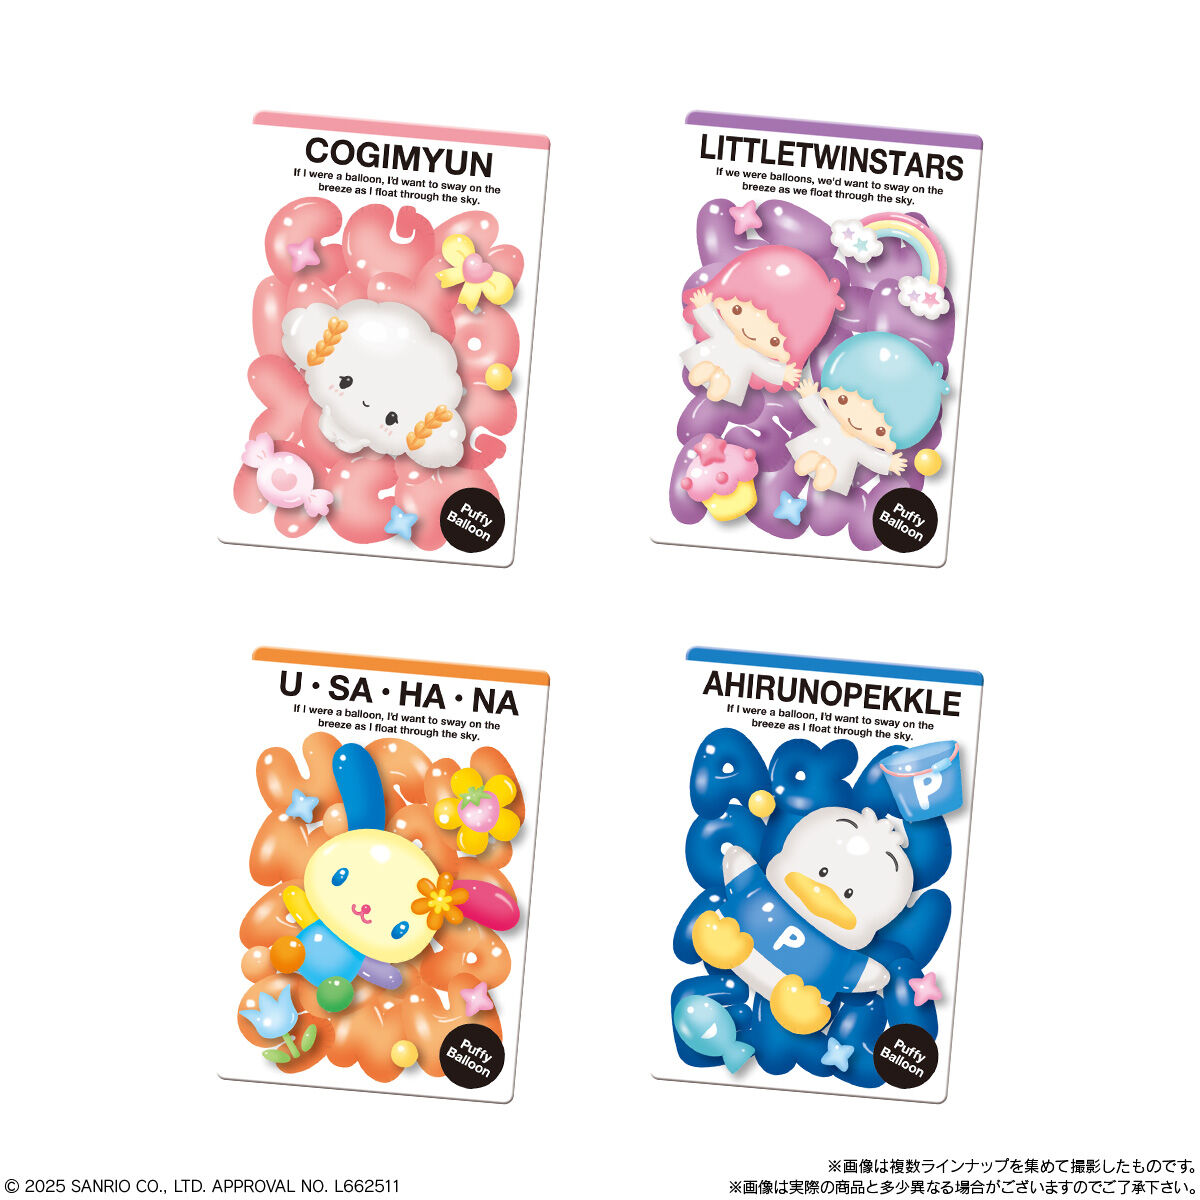 COGIMYUN
If I were a balloon, I'd want to sway on the
breeze as I float through the sky.
Puffy
Balloon
LITTLETWINSTARS
If we were balloons, we'd want to sway on the
breeze as we float through the sky.
Puffy
Balloon
U・SA・HA・NA
If I were a balloon, I'd want to sway on the
breeze as I float through the sky.
Puffy
Balloon
AHIRUNOPEKKLE
If I were a balloon, I'd want to sway on the
breeze as I float through the sky.
P
P
Puffy
Balloon
※画像は複数ラインナップを集めて撮影したものです。
© 2025 SANRIO CO., LTD. APPROVAL NO. L662511
※画像は実際の商品と多少異なる場合がございますのでご了承下さい。